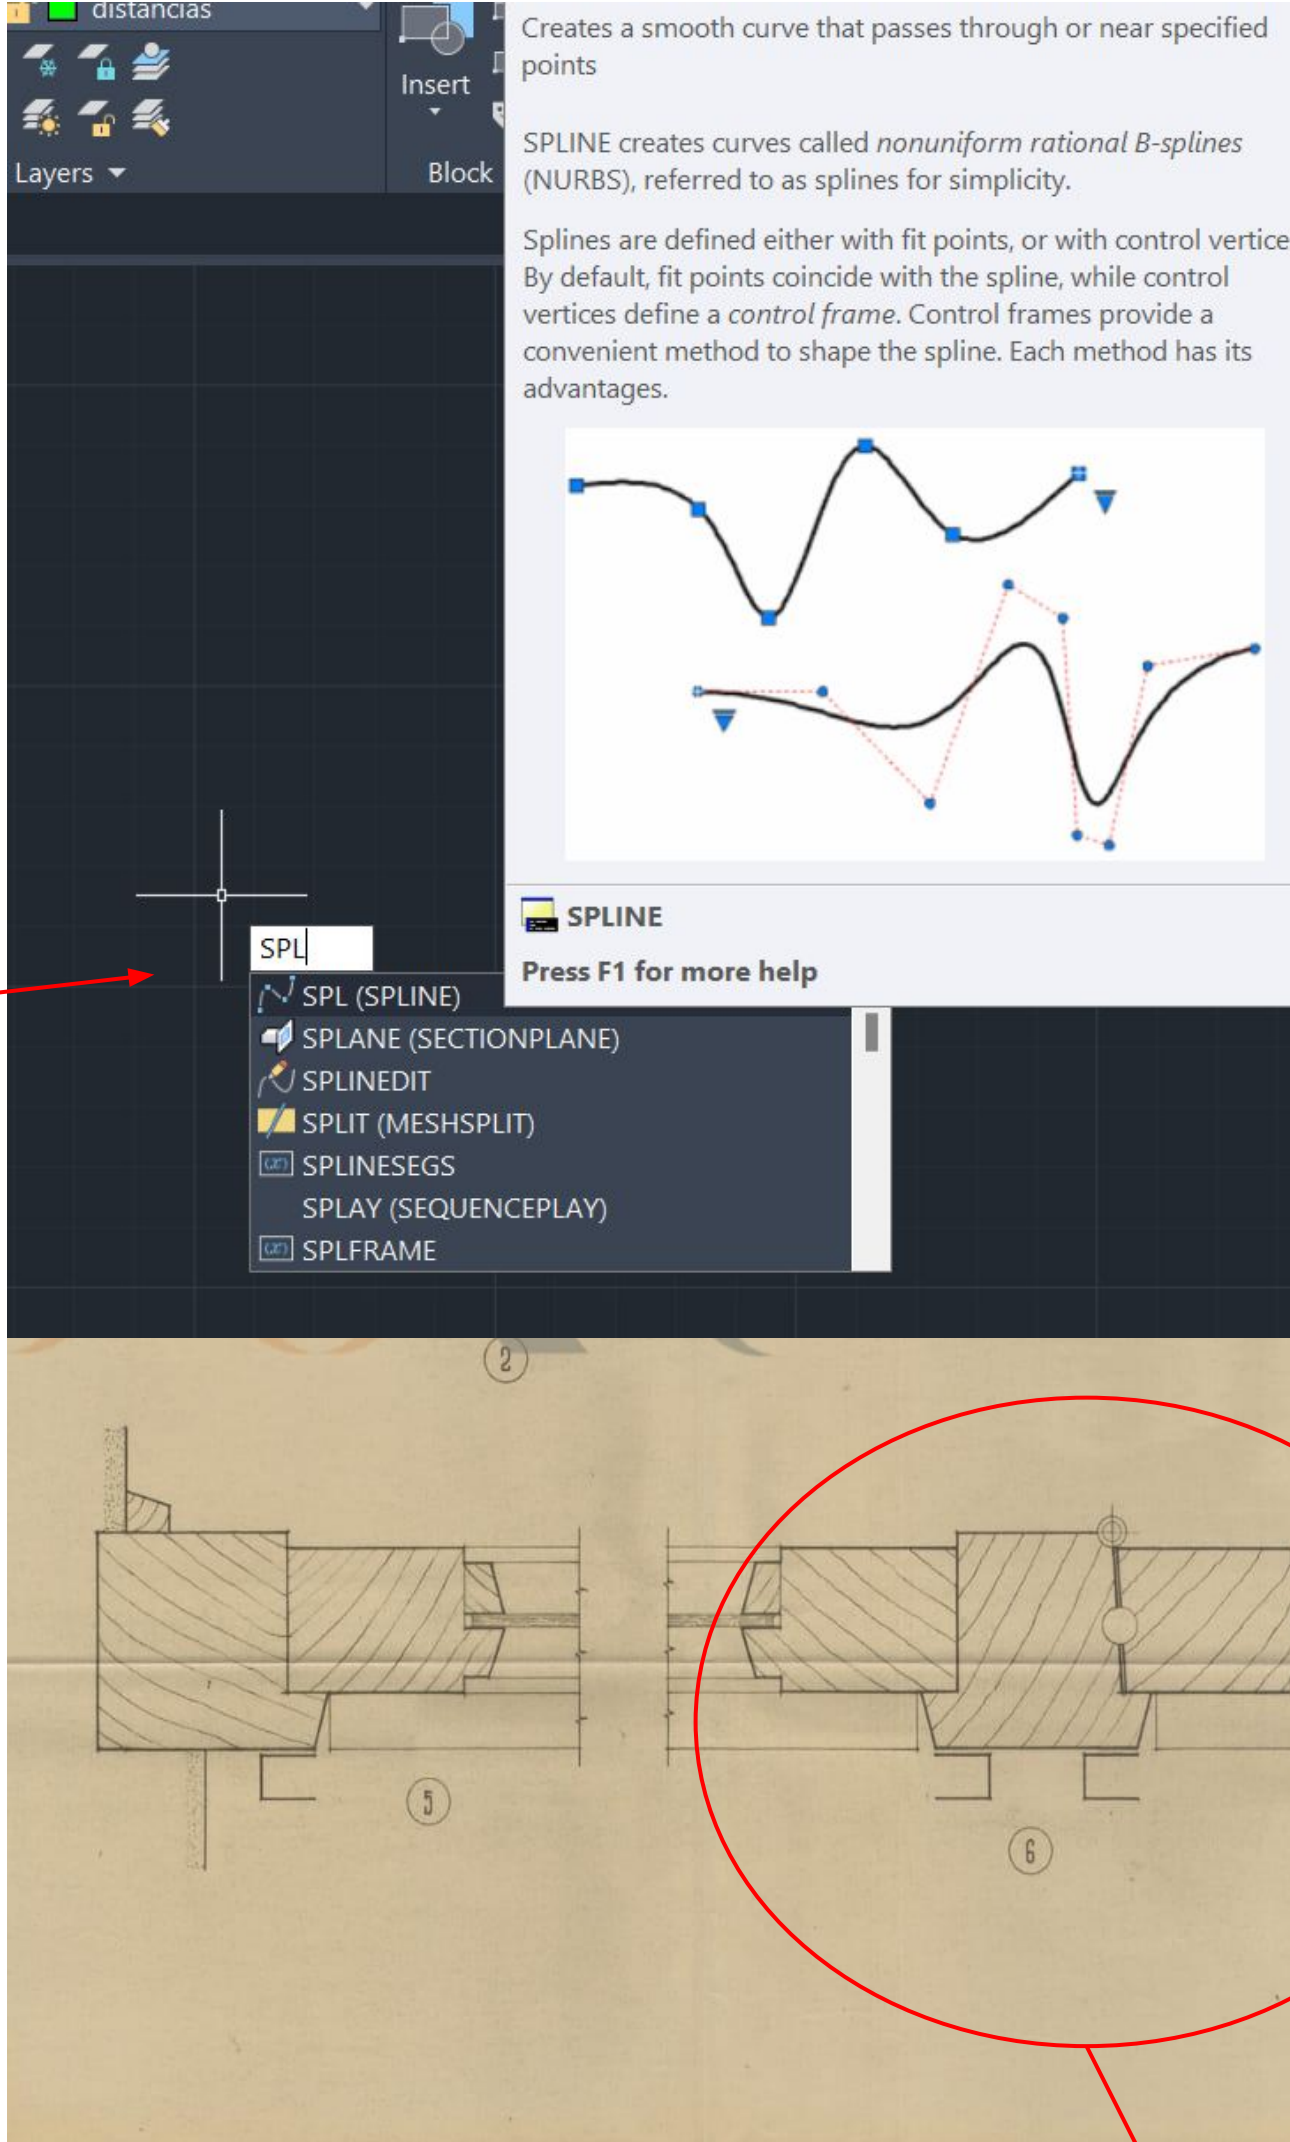 distancias
Insert
Layers
Block
Creates a smooth curve that passes through or near specified
points
SPLINE creates curves called nonuniform rational B-splines
(NURBS), referred to as splines for simplicity.
Splines are defined either with fit points, or with control vertice
By default, fit points coincide with the spline, while control
vertices define a control frame. Control frames provide a
convenient method to shape the spline. Each method has its
advantages.
SPLINE
Press F1 for more help
SPL
SPL (SPLINE)
SPLANE (SECTIONPLANE)
SPLINEDIT
SPLIT (MESHSPLIT)
SPLINESEGS
SPLAY (SEQUENCEPLAY)
SPLFRAME
2
6